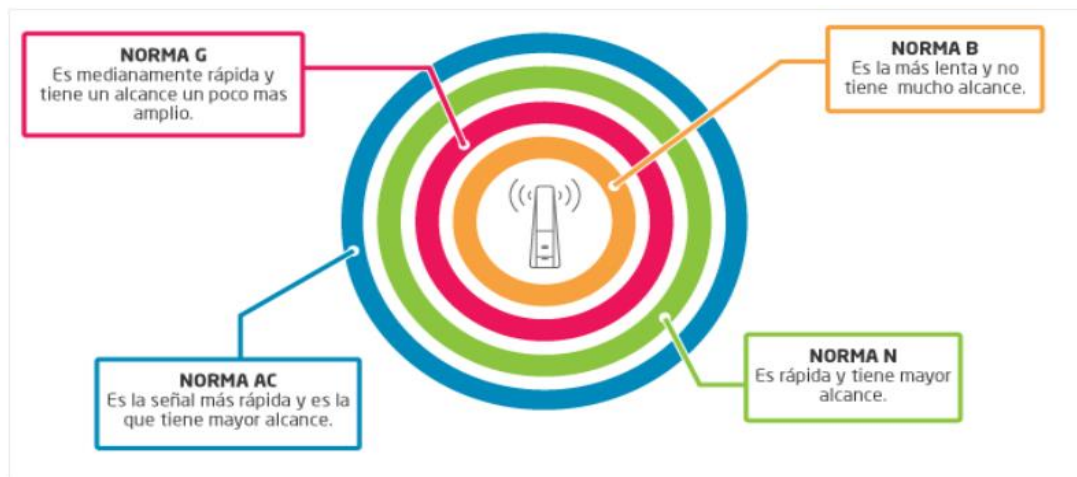 NORMA G
Es medianamente rápida y
tiene un alcance un poco mas
amplio.
NORMA B
Es la más lenta y no
tiene mucho alcance.
NORMA AC
Es la señal más rápida y es la
que tiene mayor alcance.
NORMA N
Es rápida y tiene mayor
alcance.